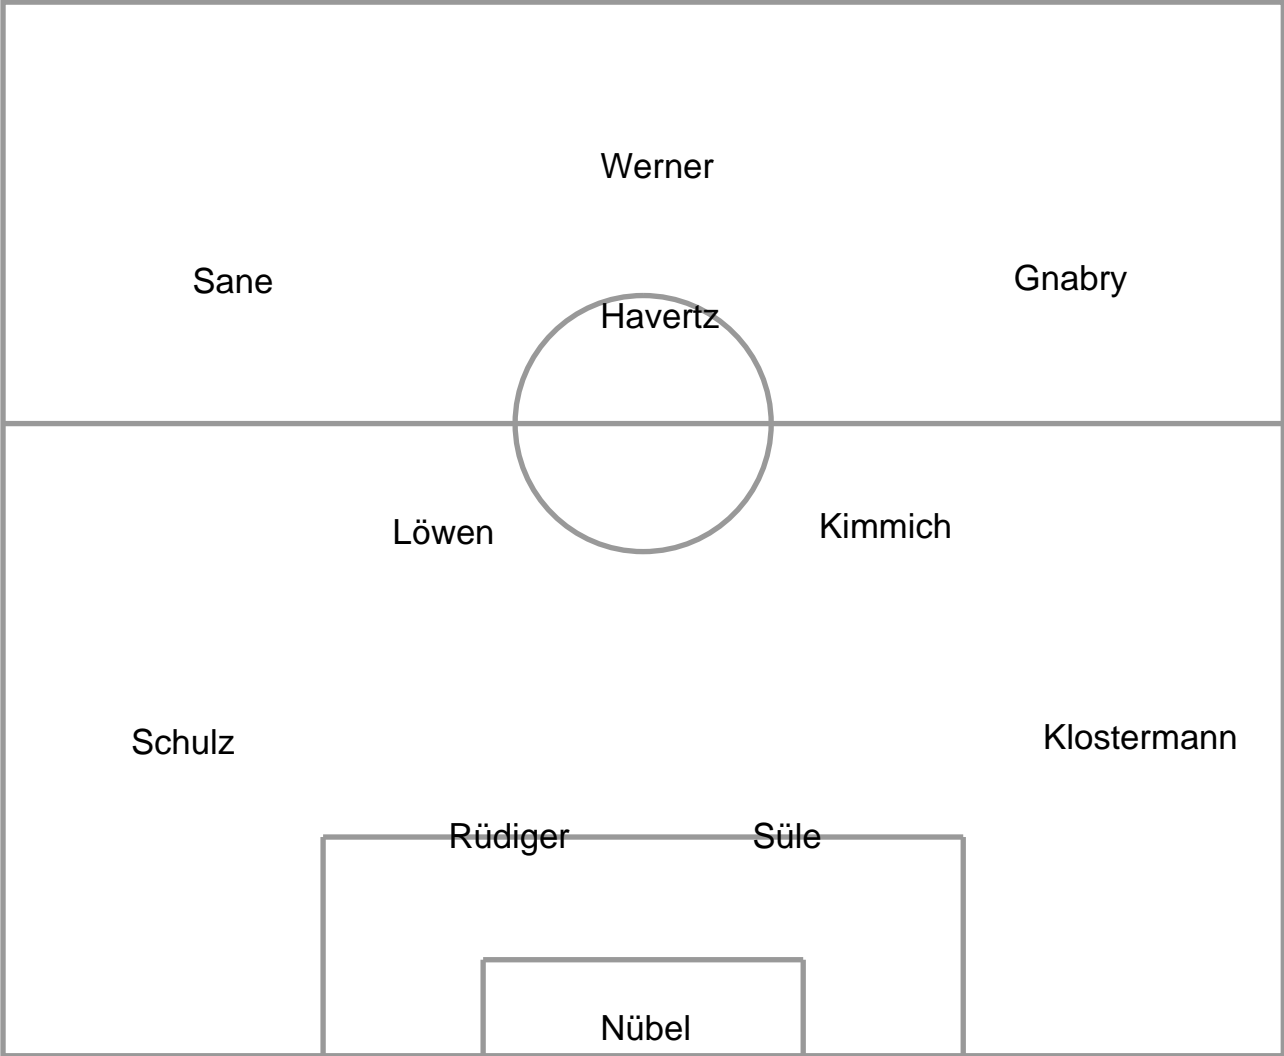 Werner
Sane
Gnabry
Havertz
Löwen
Kimmich
Schulz
Klostermann
Rüdiger
Süle
Nübel